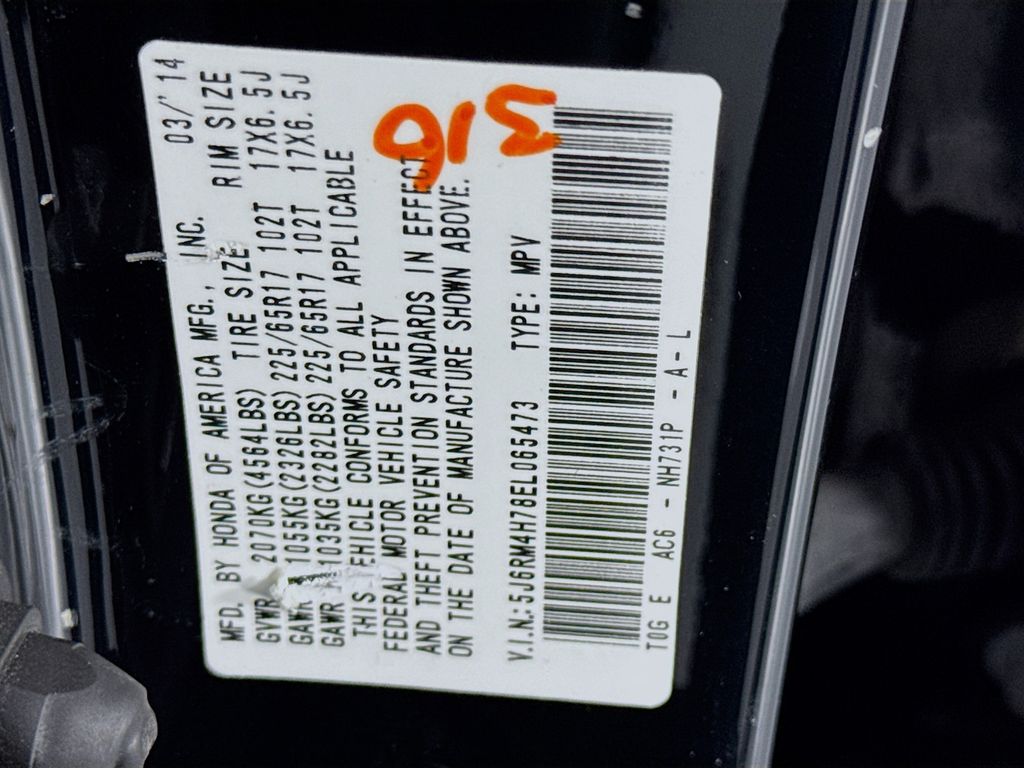 MFD. BY HONDA OF AMERICA MFG., INC. 03/'14
GVWR 2070KG(4564LBS) TIRE SIZE RIM SIZE
GAWR 1055KG(2326LBS) 225/65R17 102T 17X6.5J
GAWR 1035KG(2282LBS) 225/65R17 102T 17X6.5J
THIS VEHICLE CONFORMS TO ALL APPLICABLE
FEDERAL MOTOR VEHICLE SAFETY
AND THEFT PREVENTION STANDARDS IN EFFECT
ON THE DATE OF MANUFACTURE SHOWN ABOVE.
V.I.N.:5J6RM4H78EL065473 TYPE: MPV
T0G E AC6 - NH731P - A - L